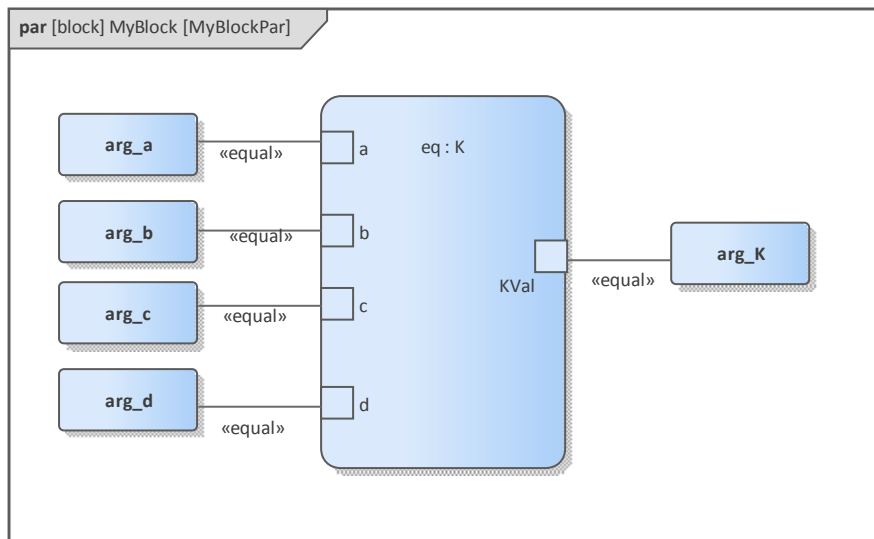 par [block] MyBlock [MyBlockPar]
arg_a
«equal»
a
eq : K
arg_b
«equal»
b
arg_c
«equal»
c
KVal
«equal»
arg_K
arg_d
«equal»
d